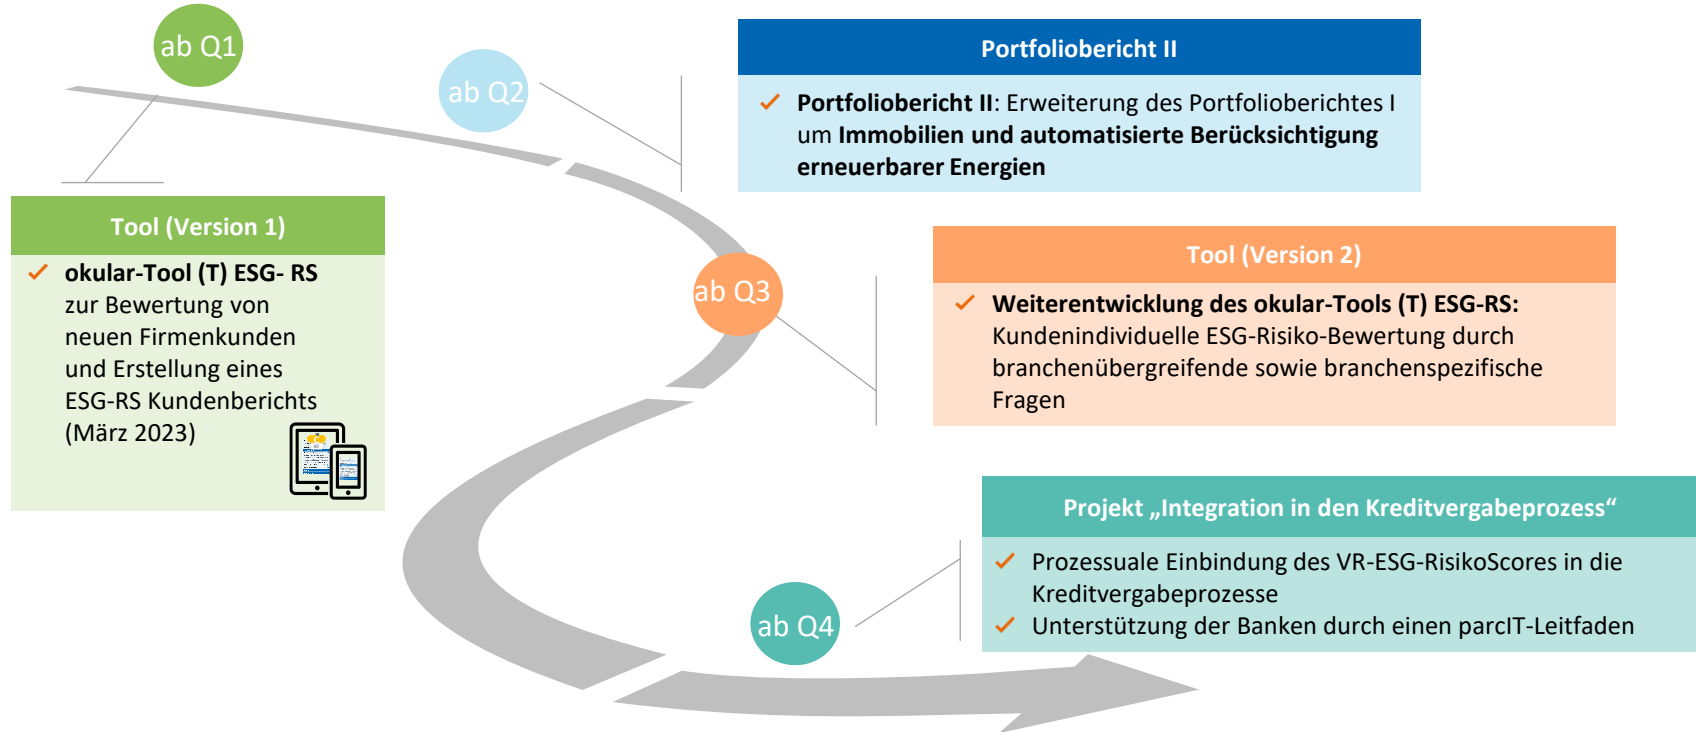 ab Q1
Tool (Version 1)
okular-Tool (T) ESG- RS
zur Bewertung von
neuen Firmenkunden
und Erstellung eines
ESG-RS Kundenberichts
(März 2023)
ab Q2
Portfoliobericht II
Portfoliobericht II: Erweiterung des Portfolioberichtes I
um Immobilien und automatisierte Berücksichtigung
erneuerbarer Energien
ab Q3
Tool (Version 2)
Weiterentwicklung des okular-Tools (T) ESG-RS:
Kundenindividuelle ESG-Risiko-Bewertung durch
branchenübergreifende sowie branchenspezifische
Fragen
ab Q4
Projekt „Integration in den Kreditvergabeprozess“
Prozessuale Einbindung des VR-ESG-RisikoScores in die
Kreditvergabeprozesse
Unterstützung der Banken durch einen parcIT-Leitfaden